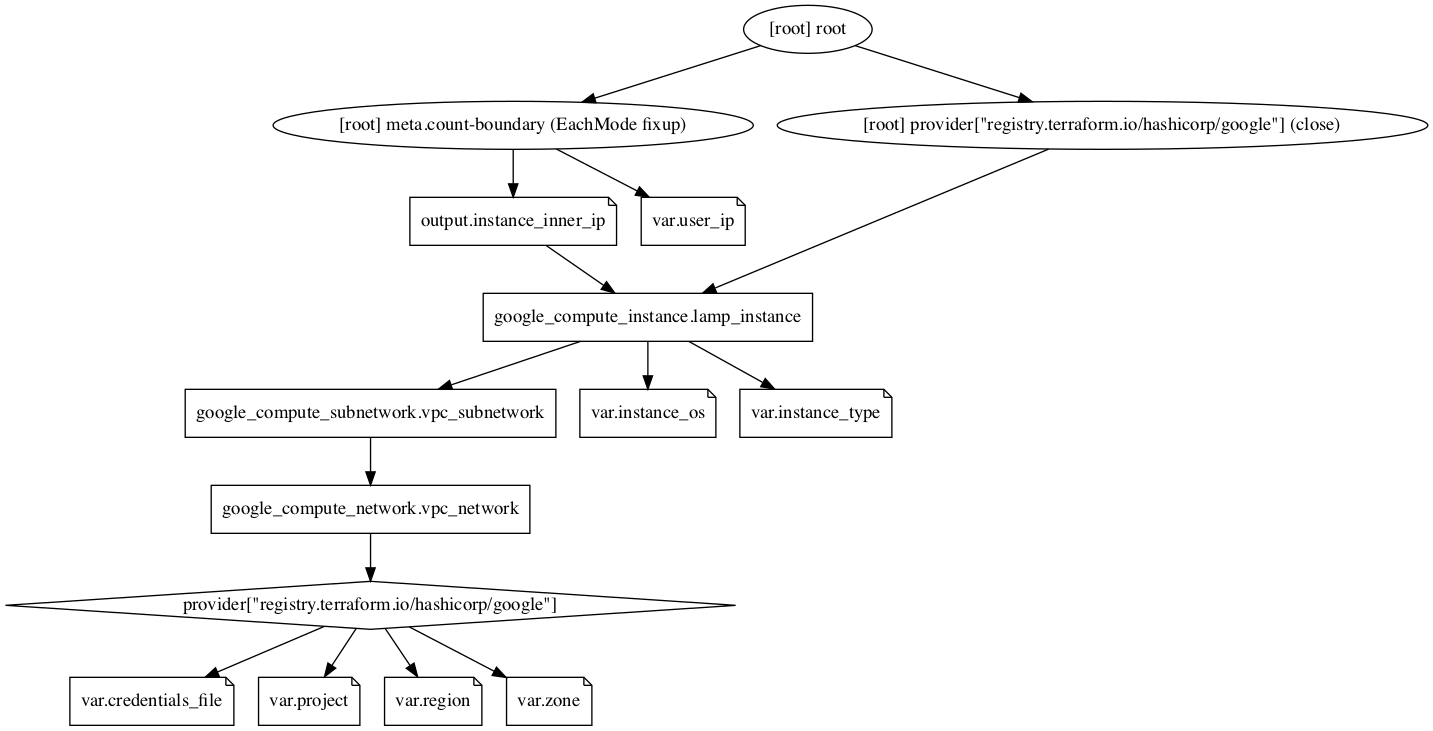 [root] root
[root] meta.count-boundary (EachMode fixup)
[root] provider["registry.terraform.io/hashicorp/google"] (close)
output.instance_inner_ip
var.user_ip
google_compute_instance.lamp_instance
google_compute_subnetwork.vpc_subnetwork
var.instance_os
var.instance_type
google_compute_network.vpc_network
provider["registry.terraform.io/hashicorp/google"]
var.credentials_file
var.project
var.region
var.zone